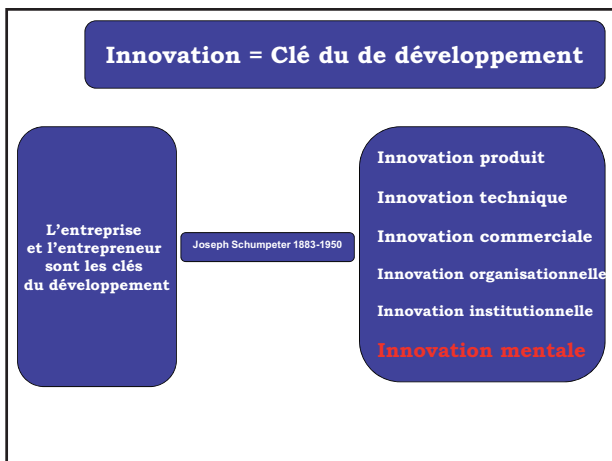 Innovation = Clé du de développement
L'entreprise
et l'entrepreneur
sont les clés
du développement
Joseph Schumpeter 1883-1950
Innovation produit
Innovation technique
Innovation commerciale
Innovation organisationnelle
Innovation institutionnelle
Innovation mentale